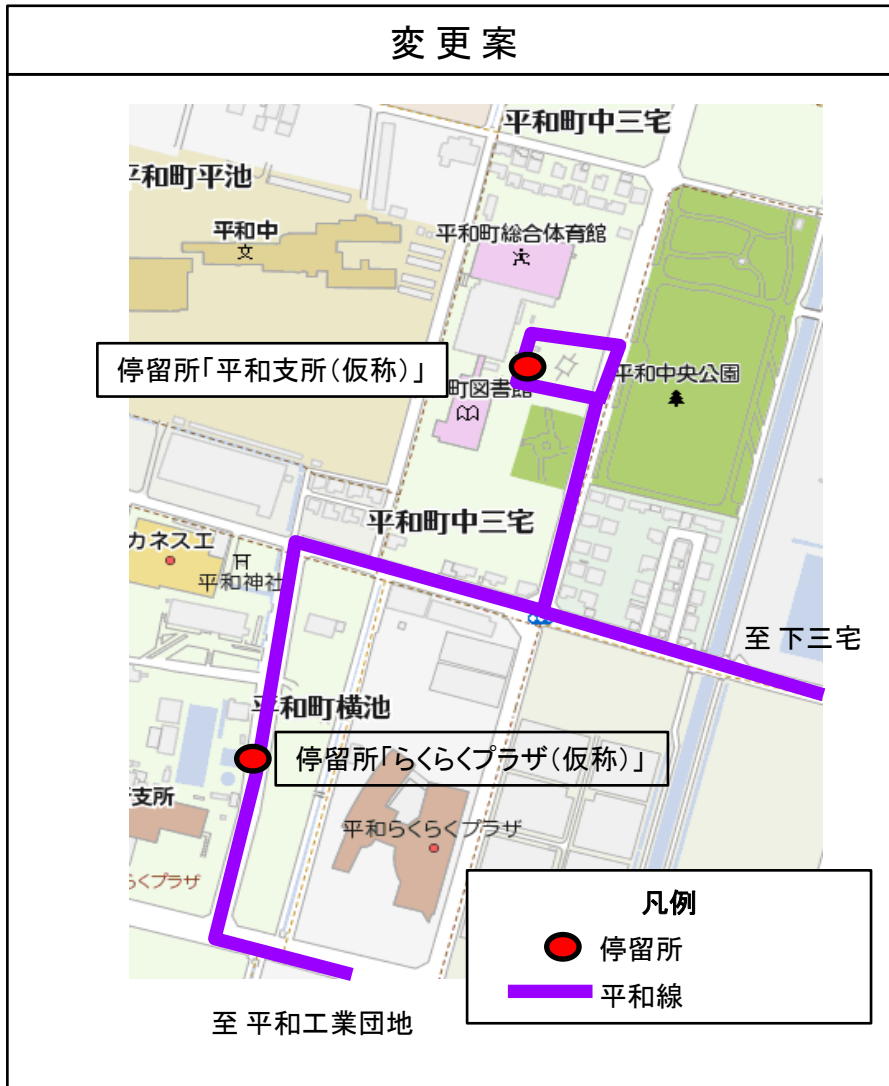 変更案
平和町中三宅
平和町平池
平和中
平和町総合体育館
停留所「平和支所(仮称)」
平和中央公園
町図書館
平和町中三宅
カネスエ
平和神社
至 下三宅
平和町横池
停留所「らくらくプラザ(仮称)」
支所
平和らくらくプラザ
らくプラザ
凡例
停留所
平和線
至 平和工業団地